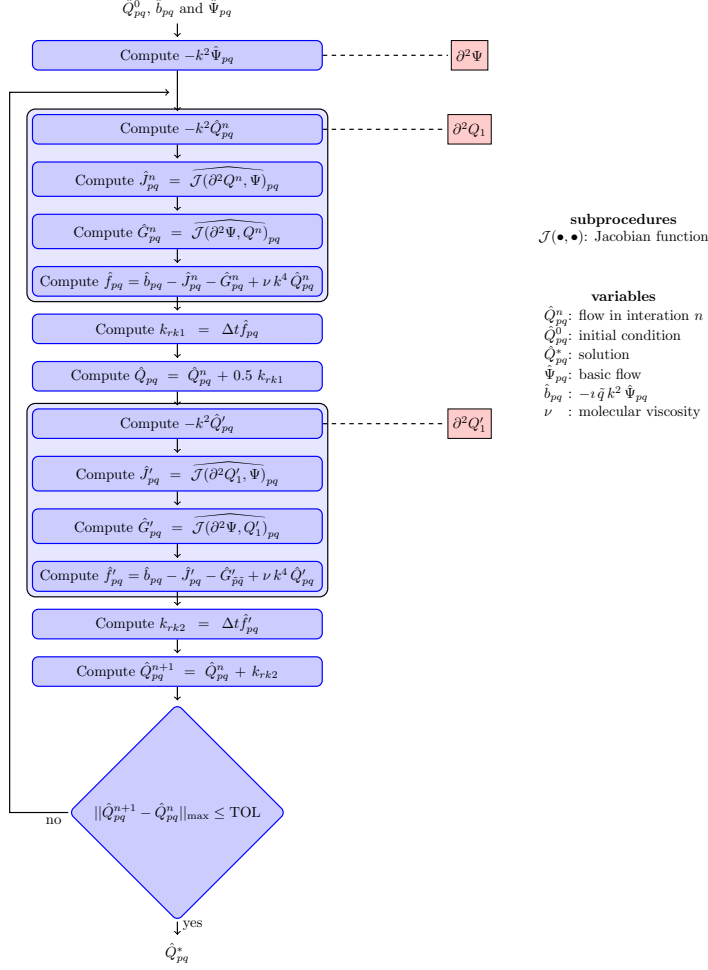 $\hat{Q}^0_{pq}$, $\hat{b}_{pq}$ and $\hat{\Psi}_{pq}$
Compute $-k^2\hat{\Psi}_{pq}$
$\partial^2\Psi$
Compute $-k^2\hat{Q}^n_{pq}$
$\partial^2 Q_1$
Compute $\hat{J}^n_{pq} = \widehat{\mathcal{J}(\partial^2 Q^n, \Psi)}_{pq}$
Compute $\hat{G}^n_{pq} = \widehat{\mathcal{J}(\partial^2\Psi, Q^n)}_{pq}$
Compute $\hat{f}_{pq} = \hat{b}_{pq} - \hat{J}^n_{pq} - \hat{G}^n_{pq} + \nu\, k^4\, \hat{Q}^n_{pq}$
Compute $k_{rk1} = \Delta t \hat{f}_{pq}$
Compute $\hat{Q}_{pq} = \hat{Q}^n_{pq} + 0.5\ k_{rk1}$
Compute $-k^2\hat{Q}'_{pq}$
$\partial^2 Q'_1$
Compute $\hat{J}'_{pq} = \widehat{\mathcal{J}(\partial^2 Q'_1, \Psi)}_{pq}$
Compute $\hat{G}'_{pq} = \widehat{\mathcal{J}(\partial^2\Psi, Q'_1)}_{pq}$
Compute $\hat{f}'_{pq} = \hat{b}_{pq} - \hat{J}'_{pq} - \hat{G}'_{\tilde{p}\tilde{q}} + \nu\, k^4\, \hat{Q}'_{pq}$
Compute $k_{rk2} = \Delta t \hat{f}'_{pq}$
Compute $\hat{Q}^{n+1}_{pq} = \hat{Q}^n_{pq} + k_{rk2}$
$||\hat{Q}^{n+1}_{pq} - \hat{Q}^n_{pq}||_{\max} \leq \mathrm{TOL}$
no
yes
$\hat{Q}^*_{pq}$
subprocedures
$\mathcal{J}(\bullet, \bullet)$: Jacobian function
variables
$\hat{Q}^n_{pq}$: flow in interation $n$
$\hat{Q}^0_{pq}$: initial condition
$\hat{Q}^*_{pq}$: solution
$\hat{\Psi}_{pq}$: basic flow
$\hat{b}_{pq}$ : $-\imath\, \tilde{q}\, k^2\, \hat{\Psi}_{pq}$
$\nu$ : molecular viscosity